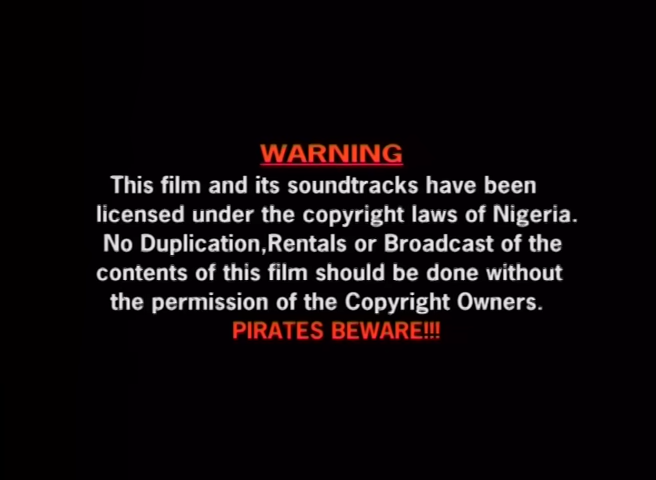 WARNING
This film and its soundtracks have been
licensed under the copyright laws of Nigeria.
No Duplication,Rentals or Broadcast of the
contents of this film should be done without
the permission of the Copyright Owners.
PIRATES BEWARE!!!